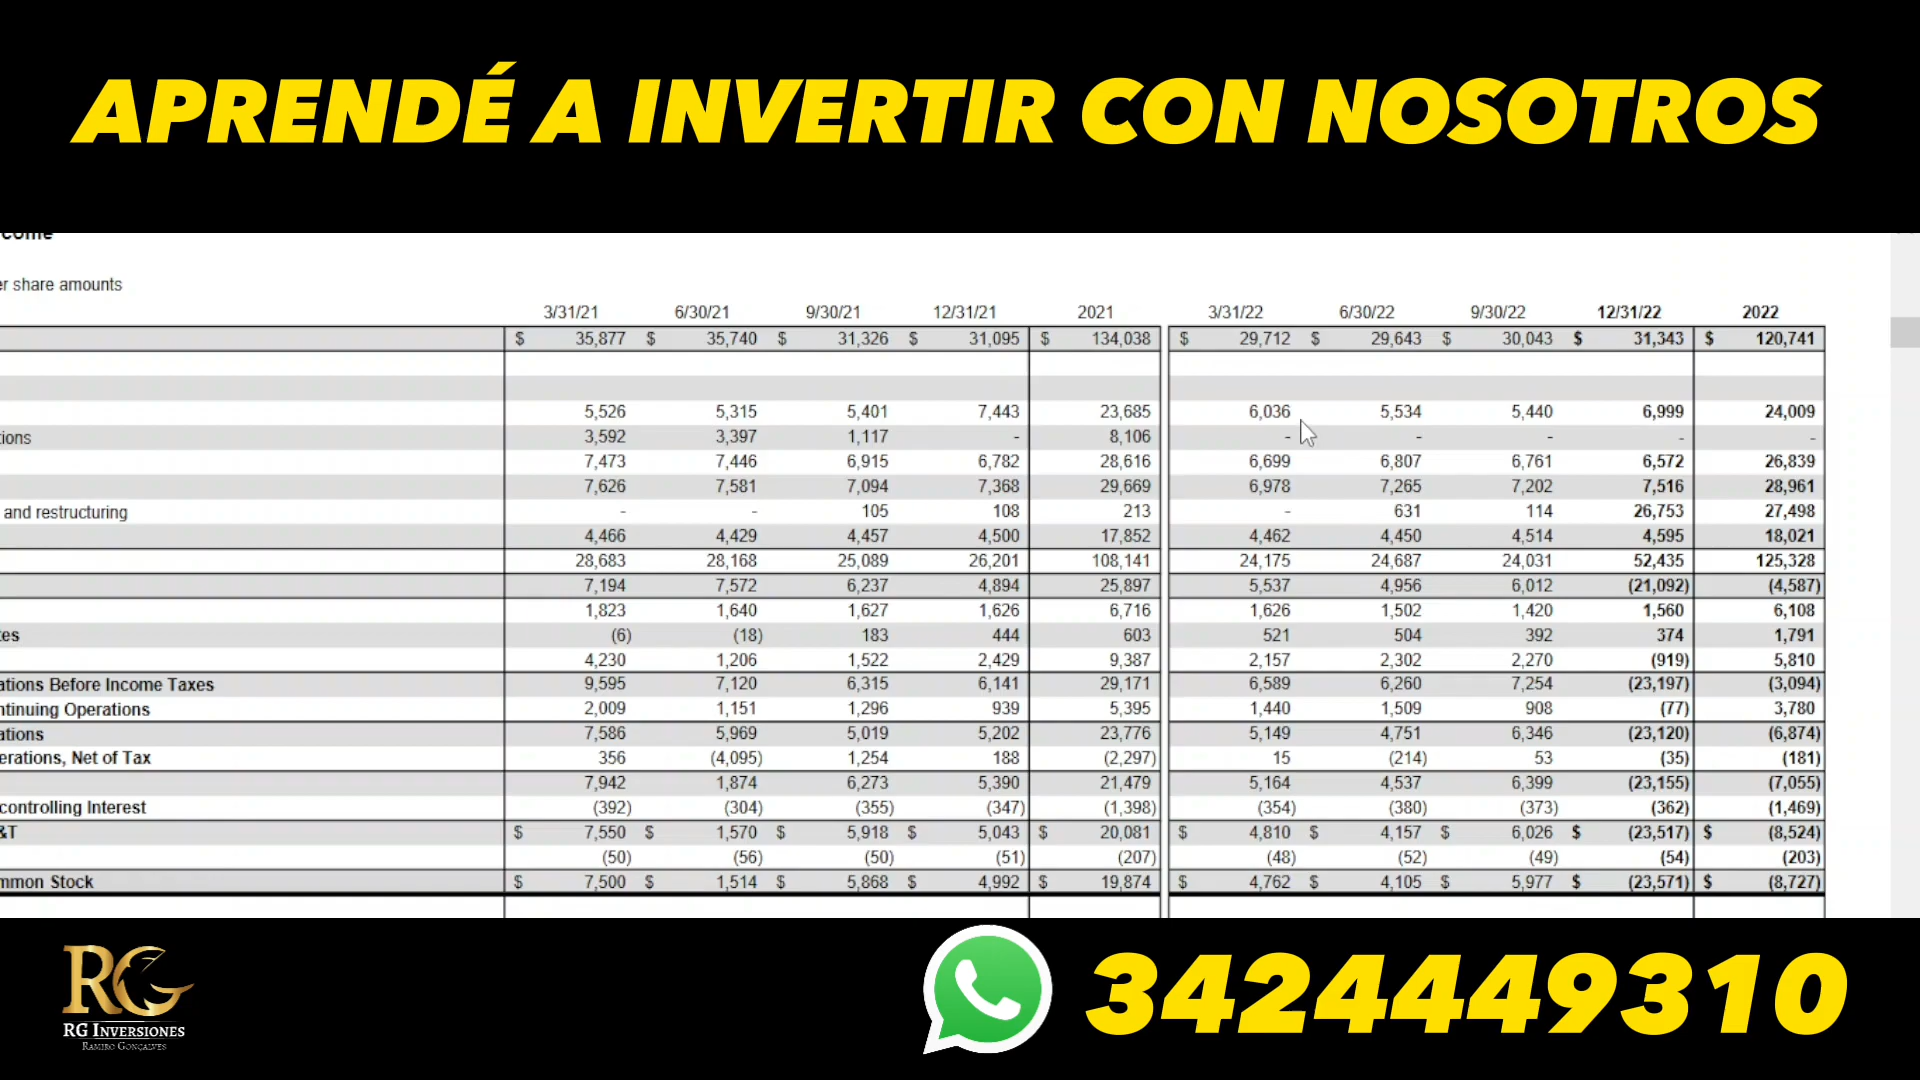 APRENDÉ A INVERTIR CON NOSOTROS
er share amounts
3/31/21 6/30/21 9/30/21 12/31/21 2021 3/31/22 6/30/22 9/30/22 12/31/22 2022
$ 35,877 $ 35,740 $ 31,326 $ 31,095 $ 134,038 $ 29,712 $ 29,643 $ 30,043 $ 31,343 $ 120,741
5,526 5,315 5,401 7,443 23,685 6,036 5,534 5,440 6,999 24,009
tions 3,592 3,397 1,117 - 8,106 - - - - -
7,473 7,446 6,915 6,782 28,616 6,699 6,807 6,761 6,572 26,839
7,626 7,581 7,094 7,368 29,669 6,978 7,265 7,202 7,516 28,961
and restructuring - - 105 108 213 - 631 114 26,753 27,498
4,466 4,429 4,457 4,500 17,852 4,462 4,450 4,514 4,595 18,021
28,683 28,168 25,089 26,201 108,141 24,175 24,687 24,031 52,435 125,328
7,194 7,572 6,237 4,894 25,897 5,537 4,956 6,012 (21,092) (4,587)
1,823 1,640 1,627 1,626 6,716 1,626 1,502 1,420 1,560 6,108
tes (6) (18) 183 444 603 521 504 392 374 1,791
4,230 1,206 1,522 2,429 9,387 2,157 2,302 2,270 (919) 5,810
ations Before Income Taxes 9,595 7,120 6,315 6,141 29,171 6,589 6,260 7,254 (23,197) (3,094)
ntinuing Operations 2,009 1,151 1,296 939 5,395 1,440 1,509 908 (77) 3,780
ations 7,586 5,969 5,019 5,202 23,776 5,149 4,751 6,346 (23,120) (6,874)
erations, Net of Tax 356 (4,095) 1,254 188 (2,297) 15 (214) 53 (35) (181)
7,942 1,874 6,273 5,390 21,479 5,164 4,537 6,399 (23,155) (7,055)
controlling Interest (392) (304) (355) (347) (1,398) (354) (380) (373) (362) (1,469)
&T $ 7,550 $ 1,570 $ 5,918 $ 5,043 $ 20,081 $ 4,810 $ 4,157 $ 6,026 $ (23,517) $ (8,524)
(50) (56) (50) (51) (207) (48) (52) (49) (54) (203)
mmon Stock $ 7,500 $ 1,514 $ 5,868 $ 4,992 $ 19,874 $ 4,762 $ 4,105 $ 5,977 $ (23,571) $ (8,727)
RG
RG INVERSIONES
RAMIRO GONÇALVES
3424449310